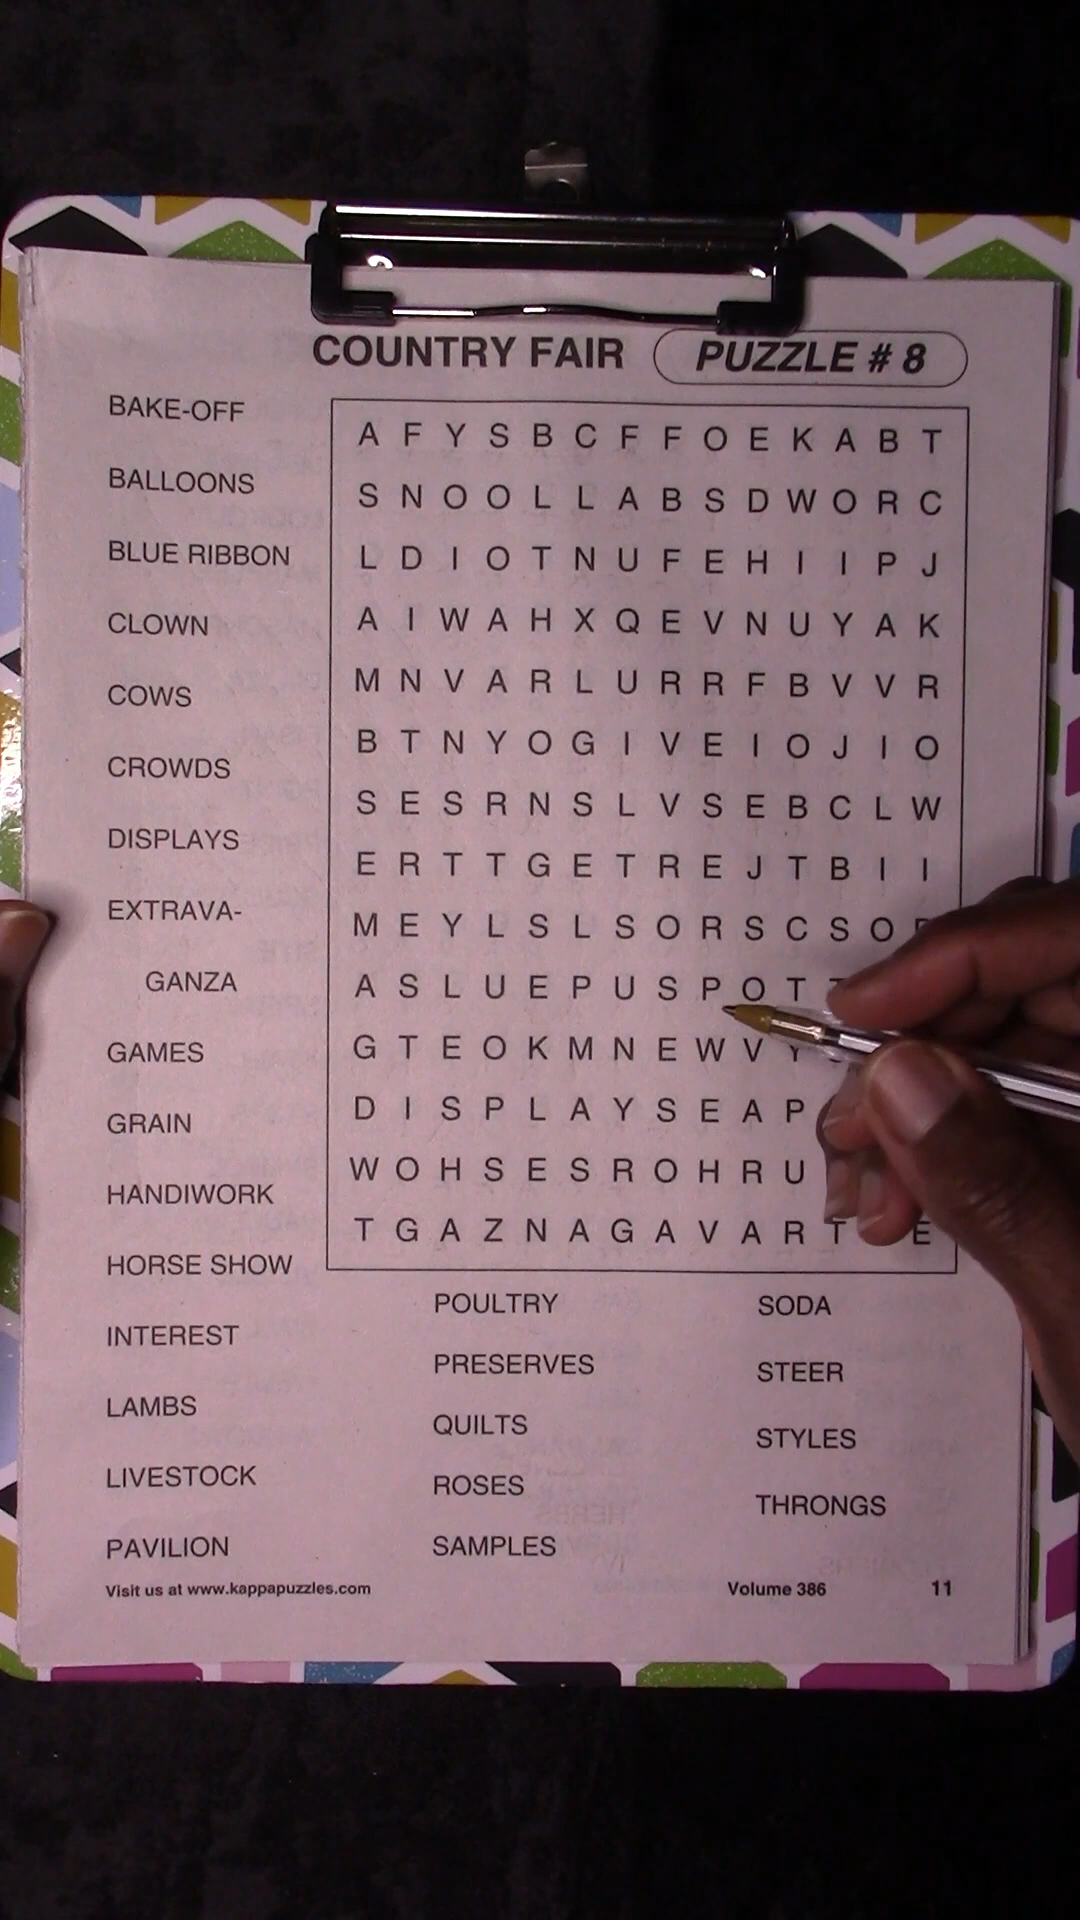 COUNTRY FAIR PUZZLE # 8
BAKE-OFF
BALLOONS
BLUE RIBBON
CLOWN
COWS
CROWDS
DISPLAYS
EXTRAVA-
GANZA
GAMES
GRAIN
HANDIWORK
HORSE SHOW
INTEREST
LAMBS
LIVESTOCK
PAVILION
A F Y S B C F F O E K A B T
S N O O L L A B S D W O R C
L D I O T N U F E H I I P J
A I W A H X Q E V N U Y A K
M N V A R L U R R F B V V R
B T N Y O G I V E I O J I O
S E S R N S L V S E B C L W
E R T T G E T R E J T B I I
M E Y L S L S O R S C S O
A S L U E P U S P O T
G T E O K M N E W V Y
D I S P L A Y S E A P
W O H S E S R O H R U
T G A Z N A G A V A R T E
POULTRY
PRESERVES
QUILTS
ROSES
SAMPLES
SODA
STEER
STYLES
THRONGS
Visit us at www.kappapuzzles.com Volume 386 11